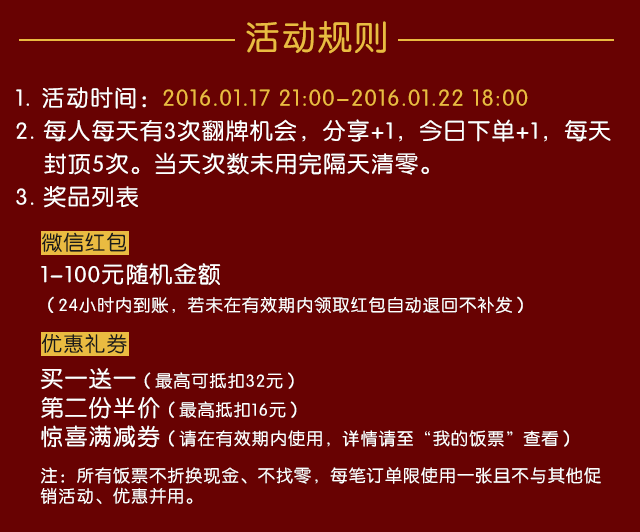 活动规则
1. 活动时间：2016.01.17 21:00-2016.01.22 18:00
2. 每人每天有3次翻牌机会，分享+1，今日下单+1，每天
封顶5次。当天次数未用完隔天清零。
3. 奖品列表
微信红包
1-100元随机金额
（24小时内到账，若未在有效期内领取红包自动退回不补发）
优惠礼券
买一送一（最高可抵扣32元）
第二份半价（最高抵扣16元）
惊喜满减券（请在有效期内使用，详情请至“我的饭票”查看）
注：所有饭票不折换现金、不找零，每笔订单限使用一张且不与其他促
销活动、优惠并用。